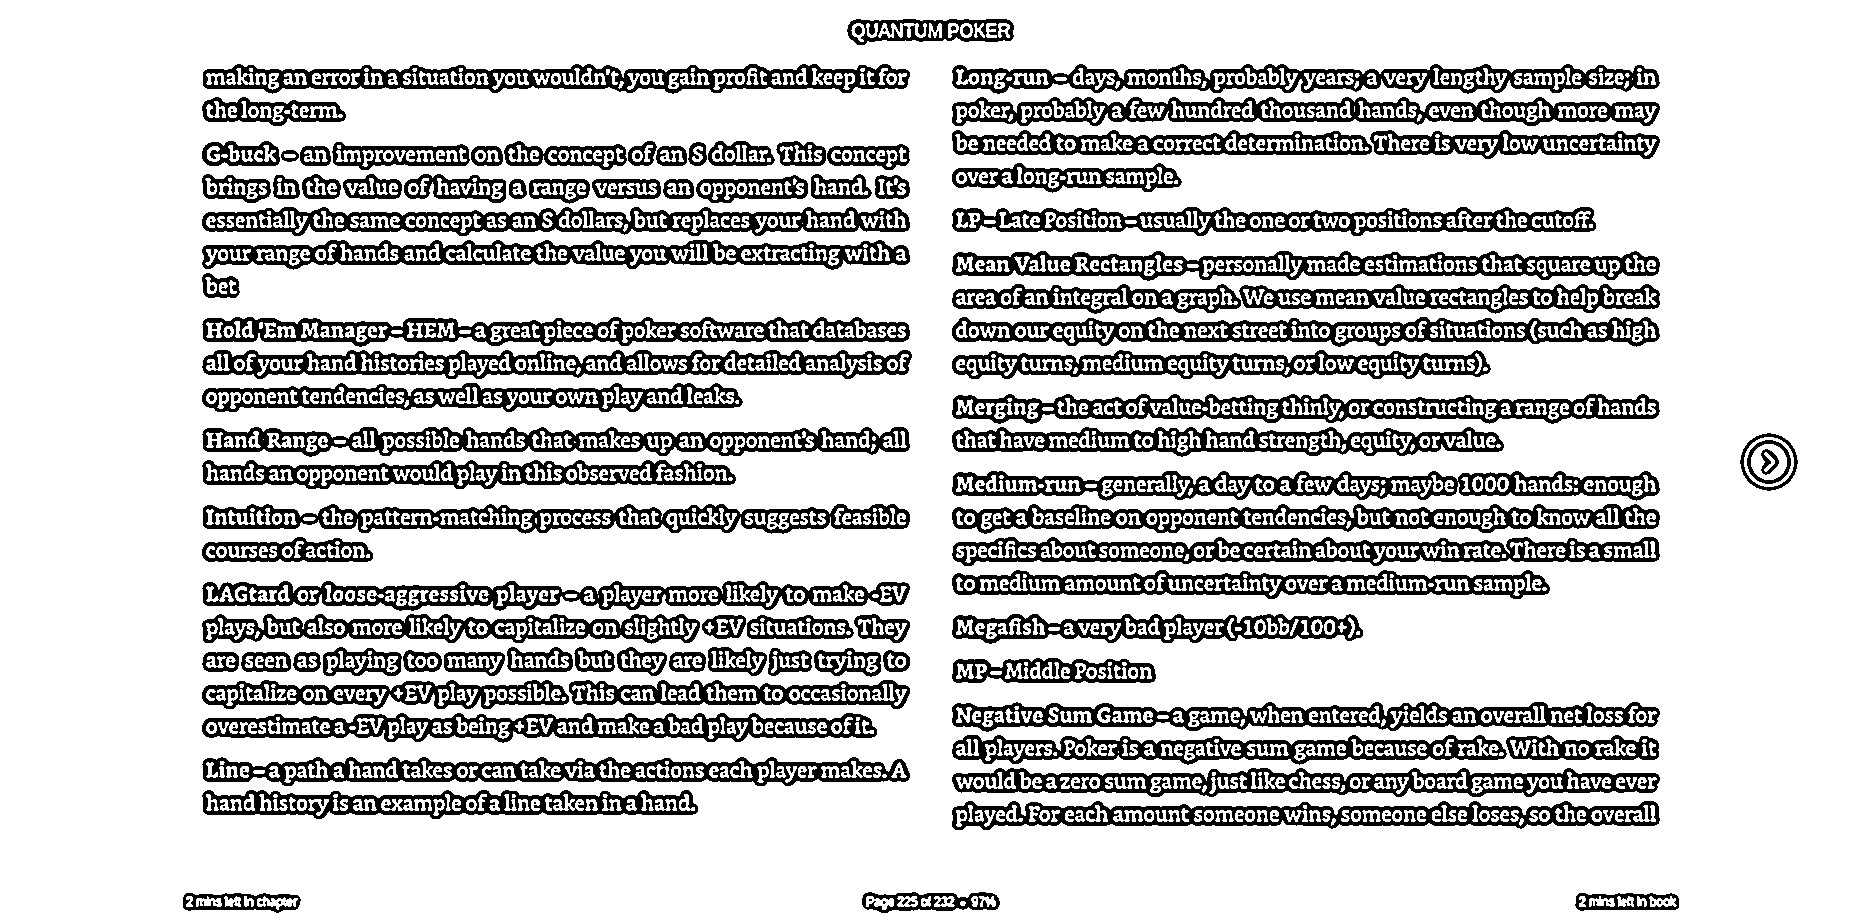 QUANTUM POKER
making an error in a situation you wouldn't, you gain profit and keep it for
the long-term.
G-buck – an improvement on the concept of an S dollar. This concept
brings in the value of having a range versus an opponent's hand. It's
essentially the same concept as an S dollars, but replaces your hand with
your range of hands and calculate the value you will be extracting with a
bet
Hold 'Em Manager – HEM – a great piece of poker software that databases
all of your hand histories played online, and allows for detailed analysis of
opponent tendencies, as well as your own play and leaks.
Hand Range – all possible hands that makes up an opponent's hand; all
hands an opponent would play in this observed fashion.
Intuition – the pattern-matching process that quickly suggests feasible
courses of action.
LAGtard or loose-aggressive player – a player more likely to make -EV
plays, but also more likely to capitalize on slightly +EV situations. They
are seen as playing too many hands but they are likely just trying to
capitalize on every +EV play possible. This can lead them to occasionally
overestimate a -EV play as being +EV and make a bad play because of it.
Line – a path a hand takes or can take via the actions each player makes. A
hand history is an example of a line taken in a hand.
Long-run – days, months, probably years; a very lengthy sample size; in
poker, probably a few hundred thousand hands, even though more may
be needed to make a correct determination. There is very low uncertainty
over a long-run sample.
LP – Late Position – usually the one or two positions after the cutoff.
Mean Value Rectangles – personally made estimations that square up the
area of an integral on a graph. We use mean value rectangles to help break
down our equity on the next street into groups of situations (such as high
equity turns, medium equity turns, or low equity turns).
Merging – the act of value-betting thinly, or constructing a range of hands
that have medium to high hand strength, equity, or value.
Medium-run – generally, a day to a few days; maybe 1000 hands: enough
to get a baseline on opponent tendencies, but not enough to know all the
specifics about someone, or be certain about your win rate. There is a small
to medium amount of uncertainty over a medium-run sample.
Megafish – a very bad player (-10bb/100+).
MP – Middle Position
Negative Sum Game – a game, when entered, yields an overall net loss for
all players. Poker is a negative sum game because of rake. With no rake it
would be a zero sum game, just like chess, or any board game you have ever
played. For each amount someone wins, someone else loses, so the overall
2 mins left in chapter
Page 225 of 232 • 97%
2 mins left in book